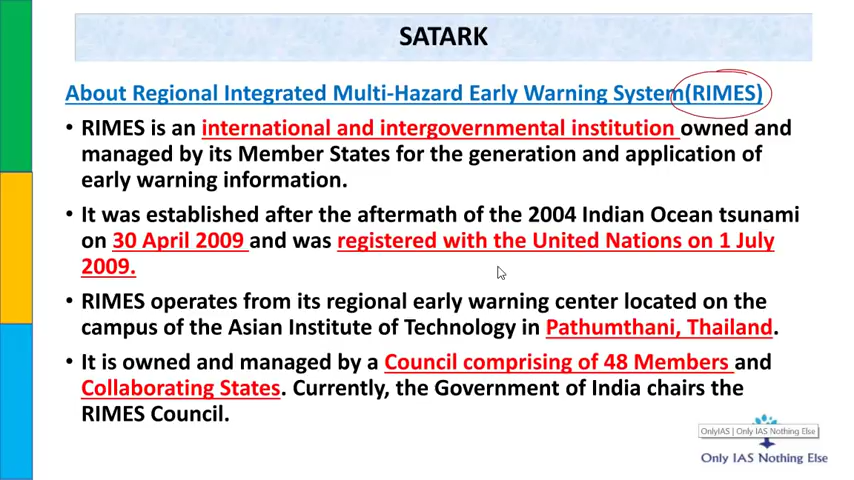 SATARK
About Regional Integrated Multi-Hazard Early Warning System(RIMES)
• RIMES is an international and intergovernmental institution owned and
managed by its Member States for the generation and application of
early warning information.
• It was established after the aftermath of the 2004 Indian Ocean tsunami
on 30 April 2009 and was registered with the United Nations on 1 July
2009.
• RIMES operates from its regional early warning center located on the
campus of the Asian Institute of Technology in Pathumthani, Thailand.
• It is owned and managed by a Council comprising of 48 Members and
Collaborating States. Currently, the Government of India chairs the
RIMES Council.
OnlyIAS | Only IAS Nothing Else
Only IAS Nothing Else